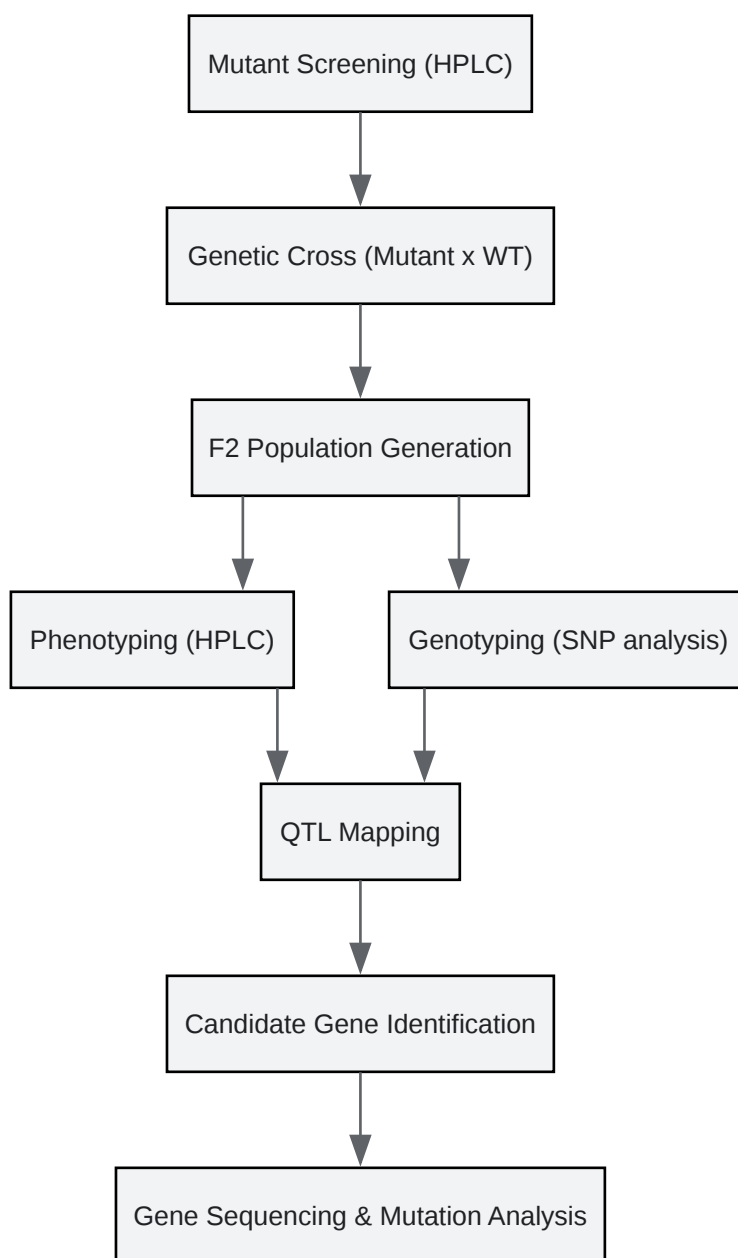 Mutant Screening (HPLC)
Genetic Cross (Mutant x WT)
F2 Population Generation
Phenotyping (HPLC)
Genotyping (SNP analysis)
QTL Mapping
Candidate Gene Identification
Gene Sequencing & Mutation Analysis